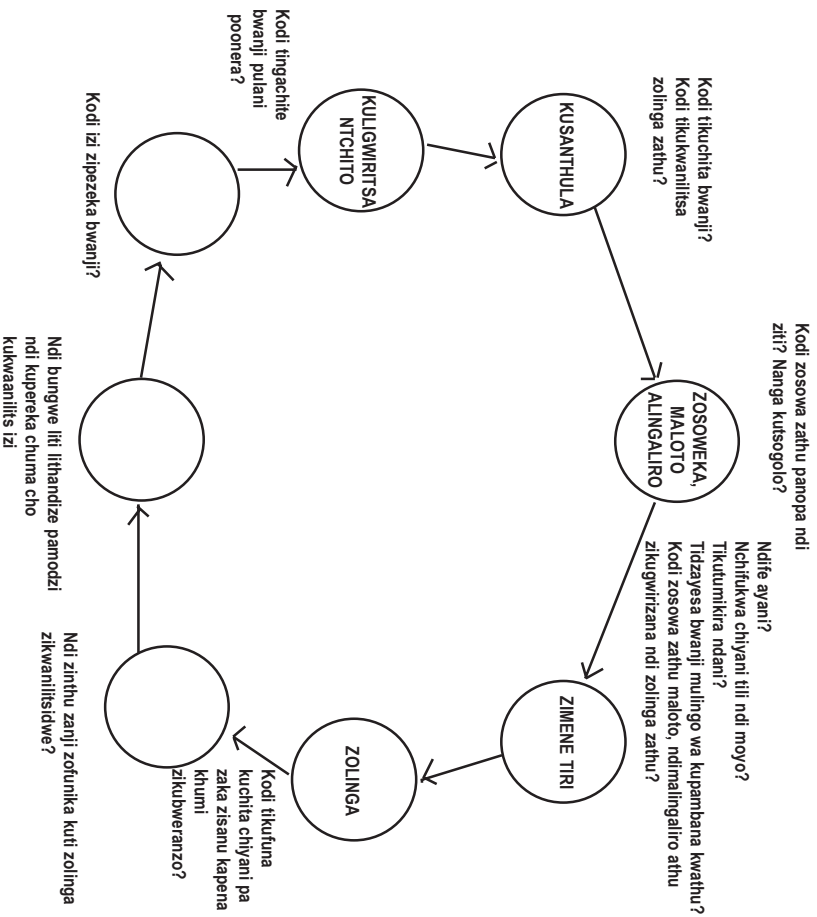 Kodi zosowa zathu panopa ndi
ziti? Nanga kutsogolo?
ZOSOWEKA,
MALOTO
ALINGALIRO
Ndife ayani?
Nchifukwa chiyani tili ndi moyo?
Tikutumikira ndani?
Tidzayesa bwanji mulingo wa kupambana kwathu?
Kodi zosowa zathu maloto, ndimalingaliro athu
zikugwirizana ndi zolinga zathu?
ZIMENE TIRI
ZOLINGA
Kodi tikufuna
kuchita chiyani pa
zaka zisanu kapena
khumi
zikubweranzo?
Ndi zinthu zanji zofunika kuti zolinga
zikwanilitsidwe?
Ndi bungwe liti lithandize pamodzi
ndi kupereka chuma cho
kukwaanilits izi
Kodi izi zipezeka bwanji?
Kodi tingachite
bwanji pulani
poonera?
KULIGWIRITSA
NTCHITO
KUSANTHULA
Kodi tikuchita bwanji?
Kodi tikukwanilitsa
zolinga zathu?